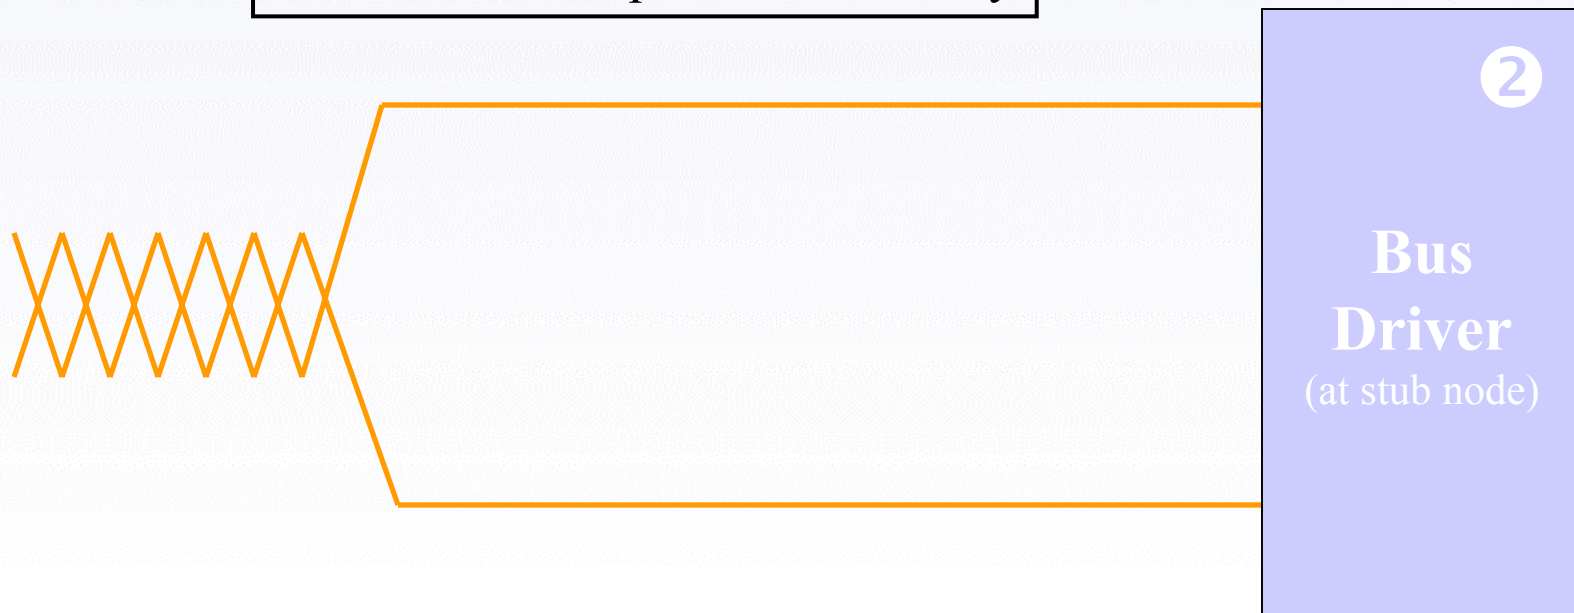 ❷
Bus
Driver
(at stub node)